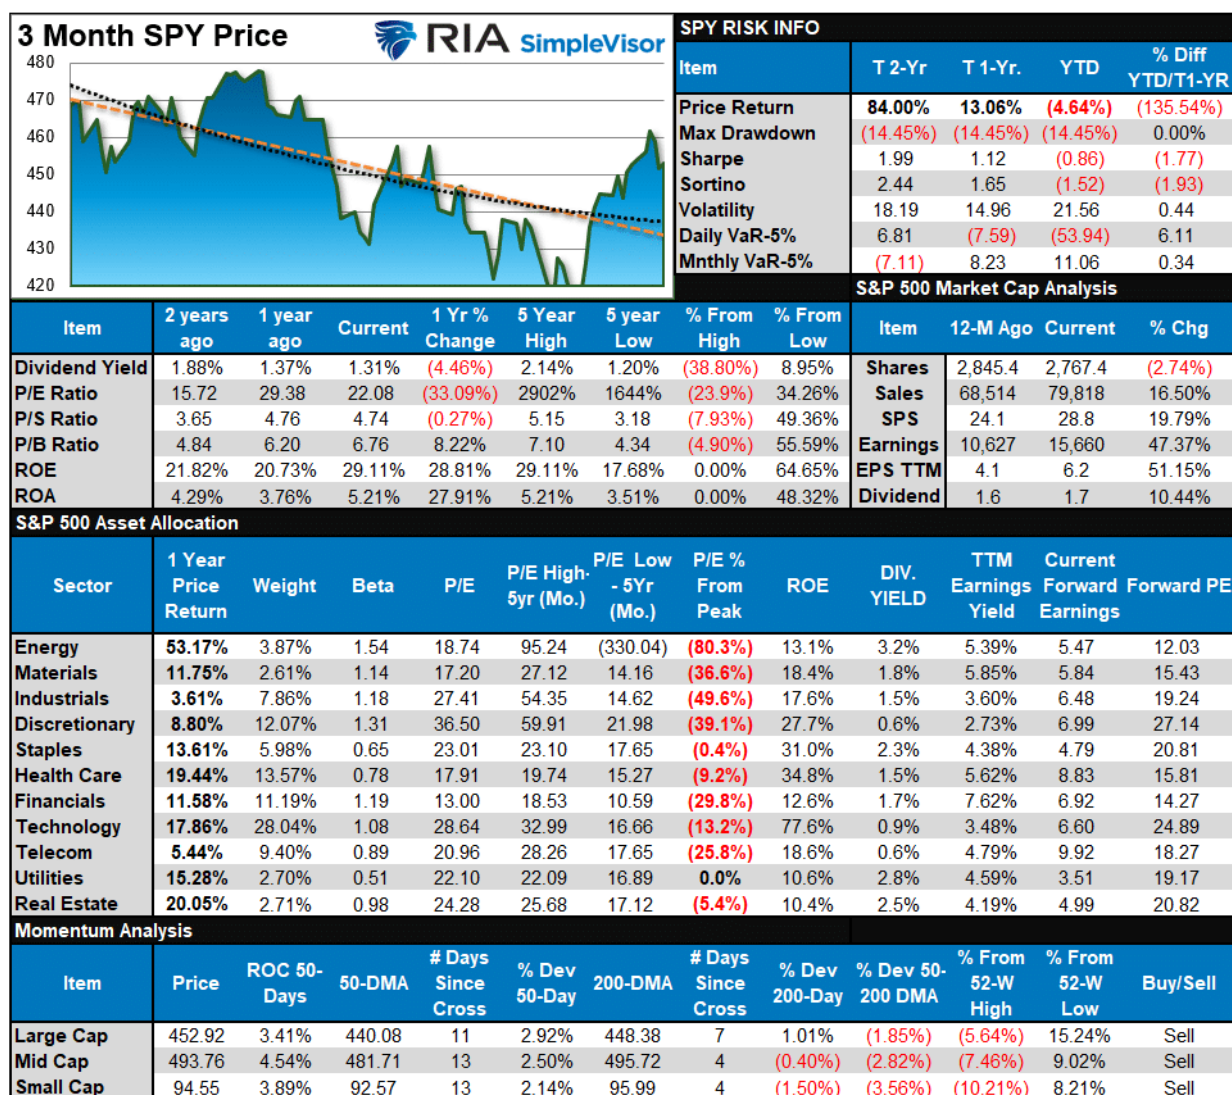 3 Month SPY Price
RIA SimpleVisor
480
470
460
450
440
430
420
SPY RISK INFO
Item T 2-Yr T 1-Yr. YTD % Diff YTD/T1-YR
Price Return 84.00% 13.06% (4.64%) (135.54%)
Max Drawdown (14.45%) (14.45%) (14.45%) 0.00%
Sharpe 1.99 1.12 (0.86) (1.77)
Sortino 2.44 1.65 (1.52) (1.93)
Volatility 18.19 14.96 21.56 0.44
Daily VaR-5% 6.81 (7.59) (53.94) 6.11
Mnthly VaR-5% (7.11) 8.23 11.06 0.34
Item 2 years ago 1 year ago Current 1 Yr % Change 5 Year High 5 year Low % From High % From Low
Dividend Yield 1.88% 1.37% 1.31% (4.46%) 2.14% 1.20% (38.80%) 8.95%
P/E Ratio 15.72 29.38 22.08 (33.09%) 2902% 1644% (23.9%) 34.26%
P/S Ratio 3.65 4.76 4.74 (0.27%) 5.15 3.18 (7.93%) 49.36%
P/B Ratio 4.84 6.20 6.76 8.22% 7.10 4.34 (4.90%) 55.59%
ROE 21.82% 20.73% 29.11% 28.81% 29.11% 17.68% 0.00% 64.65%
ROA 4.29% 3.76% 5.21% 27.91% 5.21% 3.51% 0.00% 48.32%
S&P 500 Market Cap Analysis
Item 12-M Ago Current % Chg
Shares 2,845.4 2,767.4 (2.74%)
Sales 68,514 79,818 16.50%
SPS 24.1 28.8 19.79%
Earnings 10,627 15,660 47.37%
EPS TTM 4.1 6.2 51.15%
Dividend 1.6 1.7 10.44%
S&P 500 Asset Allocation
Sector 1 Year Price Return Weight Beta P/E P/E High-5yr (Mo.) P/E Low - 5Yr (Mo.) P/E % From Peak ROE DIV. YIELD TTM Earnings Yield Current Forward Earnings Forward PE
Energy 53.17% 3.87% 1.54 18.74 95.24 (330.04) (80.3%) 13.1% 3.2% 5.39% 5.47 12.03
Materials 11.75% 2.61% 1.14 17.20 27.12 14.16 (36.6%) 18.4% 1.8% 5.85% 5.84 15.43
Industrials 3.61% 7.86% 1.18 27.41 54.35 14.62 (49.6%) 17.6% 1.5% 3.60% 6.48 19.24
Discretionary 8.80% 12.07% 1.31 36.50 59.91 21.98 (39.1%) 27.7% 0.6% 2.73% 6.99 27.14
Staples 13.61% 5.98% 0.65 23.01 23.10 17.65 (0.4%) 31.0% 2.3% 4.38% 4.79 20.81
Health Care 19.44% 13.57% 0.78 17.91 19.74 15.27 (9.2%) 34.8% 1.5% 5.62% 8.83 15.81
Financials 11.58% 11.19% 1.19 13.00 18.53 10.59 (29.8%) 12.6% 1.7% 7.62% 6.92 14.27
Technology 17.86% 28.04% 1.08 28.64 32.99 16.66 (13.2%) 77.6% 0.9% 3.48% 6.60 24.89
Telecom 5.44% 9.40% 0.89 20.96 28.26 17.65 (25.8%) 18.6% 0.6% 4.79% 9.92 18.27
Utilities 15.28% 2.70% 0.51 22.10 22.09 16.89 0.0% 10.6% 2.8% 4.59% 3.51 19.17
Real Estate 20.05% 2.71% 0.98 24.28 25.68 17.12 (5.4%) 10.4% 2.5% 4.19% 4.99 20.82
Momentum Analysis
Item Price ROC 50-Days 50-DMA # Days Since Cross % Dev 50-Day 200-DMA # Days Since Cross % Dev 200-Day % Dev 50-200 DMA % From 52-W High % From 52-W Low Buy/Sell
Large Cap 452.92 3.41% 440.08 11 2.92% 448.38 7 1.01% (1.85%) (5.64%) 15.24% Sell
Mid Cap 493.76 4.54% 481.71 13 2.50% 495.72 4 (0.40%) (2.82%) (7.46%) 9.02% Sell
Small Cap 94.55 3.89% 92.57 13 2.14% 95.99 4 (1.50%) (3.56%) (10.21%) 8.21% Sell